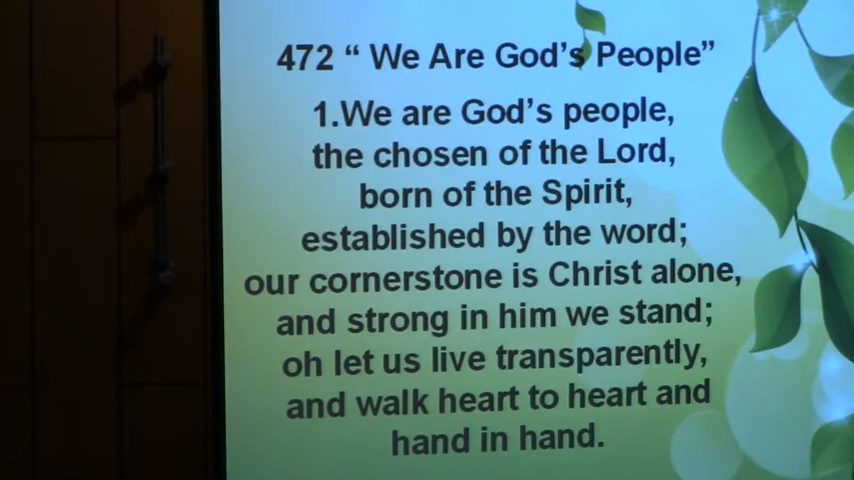 472 “ We Are God’s People”
1.We are God’s people,
the chosen of the Lord,
born of the Spirit,
established by the word;
our cornerstone is Christ alone,
and strong in him we stand;
oh let us live transparently,
and walk heart to heart and
hand in hand.